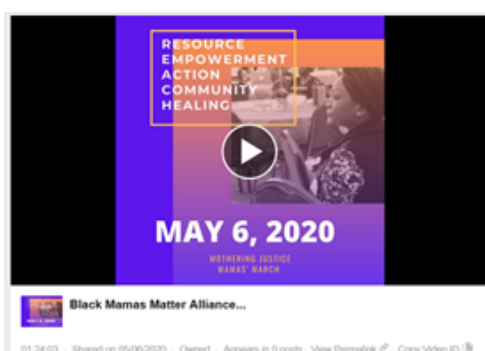 RESOURCE
EMPOWERMENT
ACTION
COMMUNITY
HEALING
MAY 6, 2020
MOTHERING JUSTICE
MAMAS' MARCH
Black Mamas Matter Alliance...
01:24:03 · Shared on 05/06/2020 · Owned · Appears in 0 posts · View Permalink · Copy Video ID